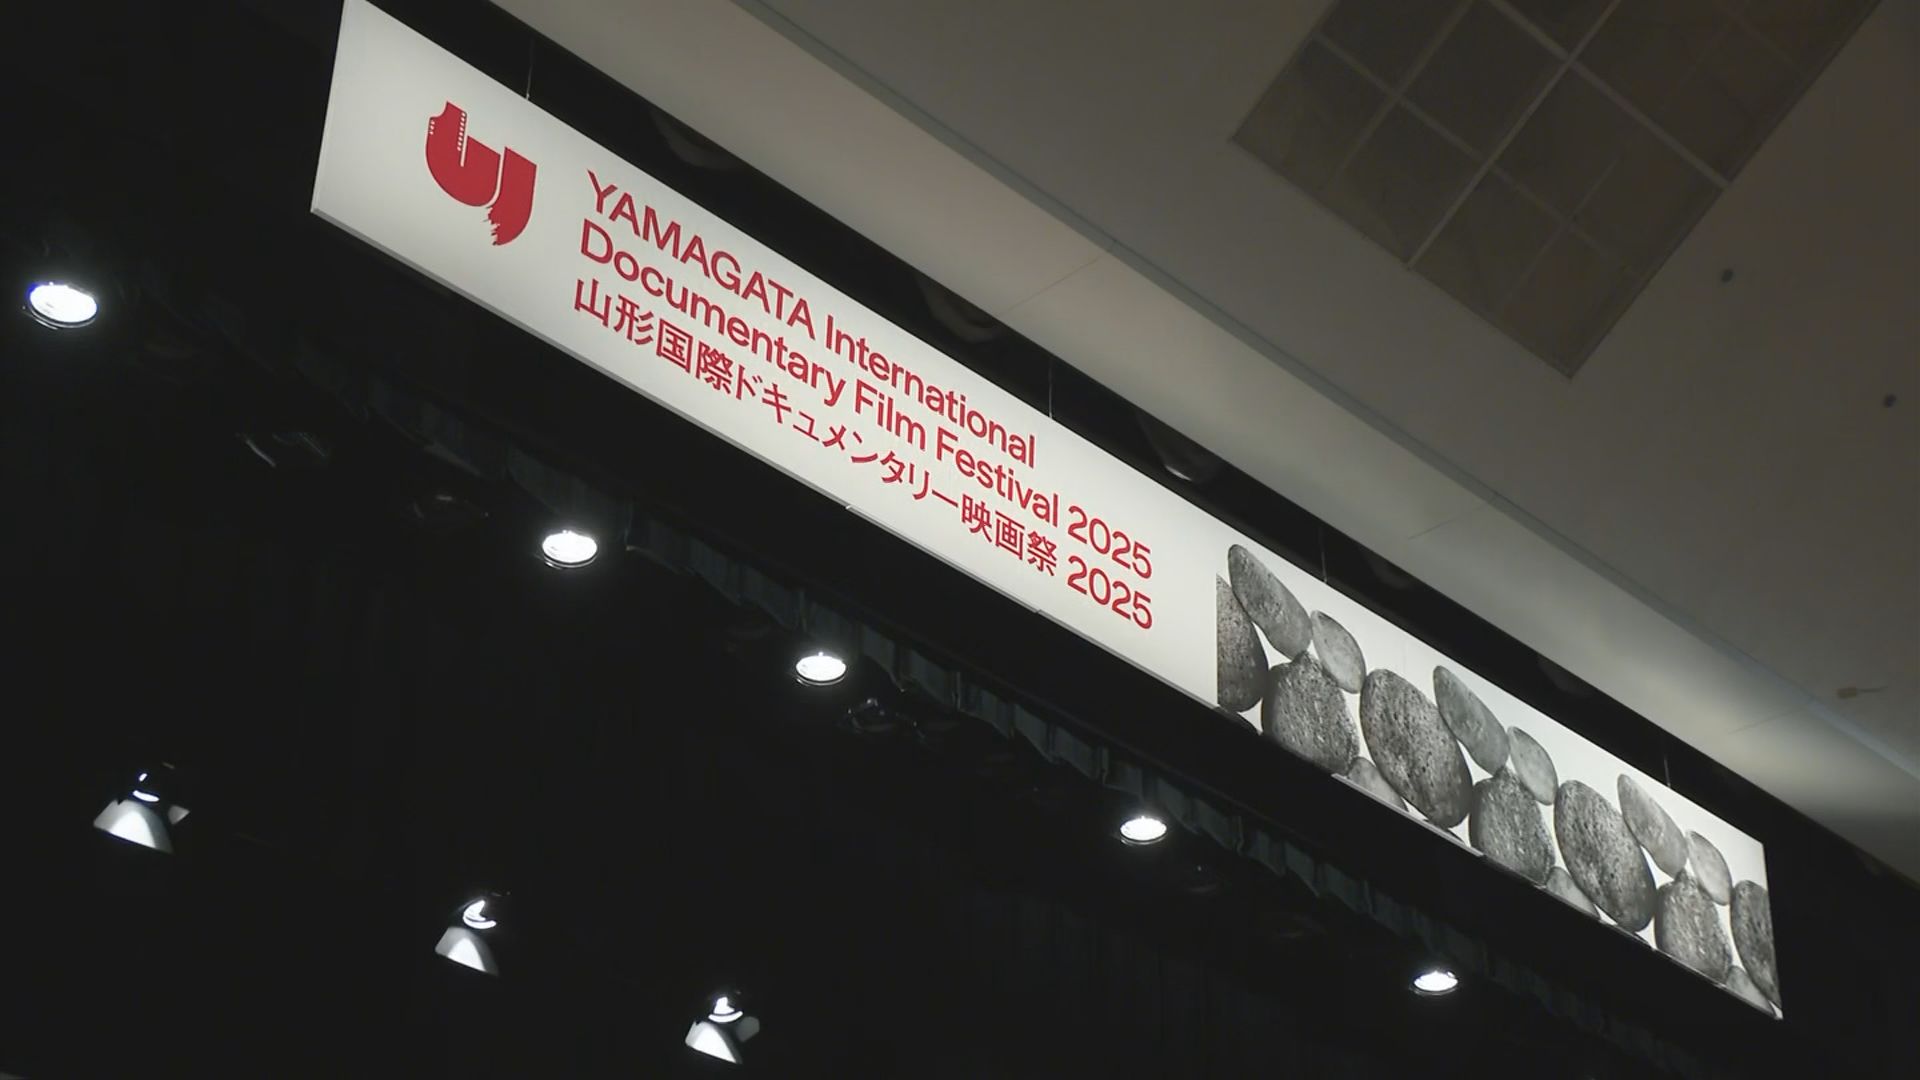 YAMAGATA International
Documentary Film Festival 2025
山形国際ドキュメンタリー映画祭 2025